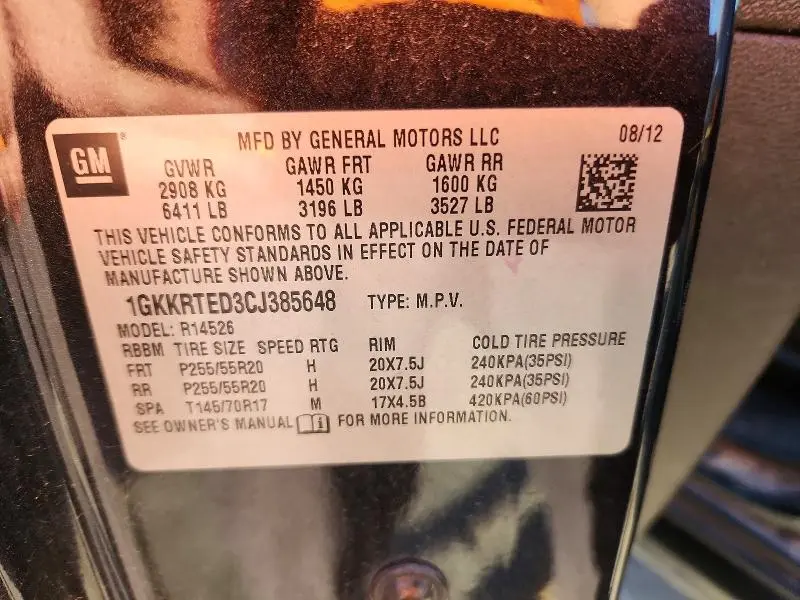 GM
MFD BY GENERAL MOTORS LLC 08/12
GVWR GAWR FRT GAWR RR
2908 KG 1450 KG 1600 KG
6411 LB 3196 LB 3527 LB
THIS VEHICLE CONFORMS TO ALL APPLICABLE U.S. FEDERAL MOTOR
VEHICLE SAFETY STANDARDS IN EFFECT ON THE DATE OF
MANUFACTURE SHOWN ABOVE.
1GKKRTED3CJ385648 TYPE: M.P.V.
MODEL: R14526
RBBM TIRE SIZE SPEED RTG RIM COLD TIRE PRESSURE
FRT P255/55R20 H 20X7.5J 240KPA(35PSI)
RR P255/55R20 H 20X7.5J 240KPA(35PSI)
SPA T145/70R17 M 17X4.5B 420KPA(60PSI)
SEE OWNER'S MANUAL FOR MORE INFORMATION.